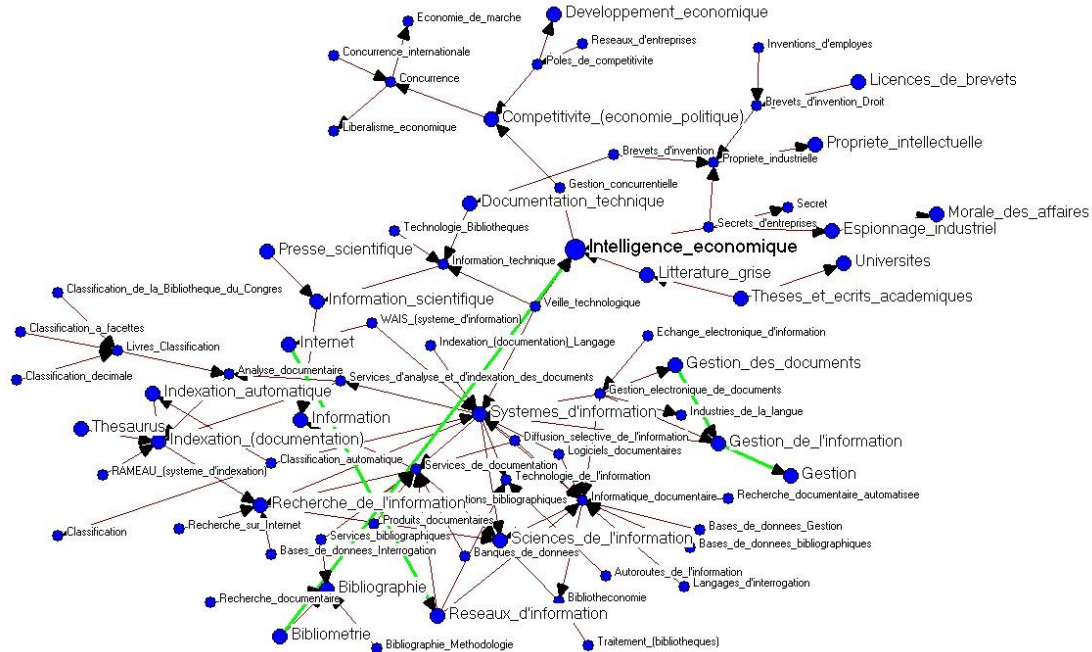 Developpement_economique
Economie_de_marche
Reseaux_d'entreprises
Inventions_d'employes
Concurrence_internationale
Poles_de_competitivite
Concurrence
Licences_de_brevets
Brevets_d'invention_Droit
Competitivite_(economie_politique)
Liberalisme_economique
Propriete_intellectuelle
Brevets_d'invention
Propriete_industrielle
Gestion_concurrentielle
Documentation_technique
Secret
Morale_des_affaires
Secrets_d'entreprises
Espionnage_industriel
Technologie_Bibliotheques
Intelligence_economique
Presse_scientifique
Information_technique
Universites
Litterature_grise
Classification_de_la_Bibliotheque_du_Congres
Information_scientifique
Theses_et_ecrits_academiques
Veille_technologique
WAIS_(systeme_d'information)
Classification_a_facettes
Internet
Indexation_(documentation)_Langage
Echange_electronique_d'information
Livres_Classification
Gestion_des_documents
Analyse_documentaire
Classification_decimale
Services_d'analyse_et_d'indexation_des_documents
Indexation_automatique
Gestion_electronique_de_documents
Information
Systemes_d'information
Industries_de_la_langue
Thesaurus
Indexation_(documentation)
Diffusion_selective_de_l'information
Gestion_de_l'information
Logiciels_documentaires
Classification_automatique
Services_de_documentation
RAMEAU_(systeme_d'indexation)
Technologie_de_l'information
Gestion
Recherche_de_l'information
tions_bibliographiques
Informatique_documentaire
Recherche_documentaire_automatisee
Produits_documentaires
Recherche_sur_Internet
Bases_de_donnees_Gestion
Classification
Services_bibliographiques
Sciences_de_l'information
Bases_de_donnees_bibliographiques
Bases_de_donnees_Interrogation
Banques_de_donnees
Autoroutes_de_l'information
Langages_d'interrogation
Bibliographie
Recherche_documentaire
Bibliotheconomie
Reseaux_d'information
Bibliometrie
Bibliographie_Methodologie
Traitement_(bibliotheques)